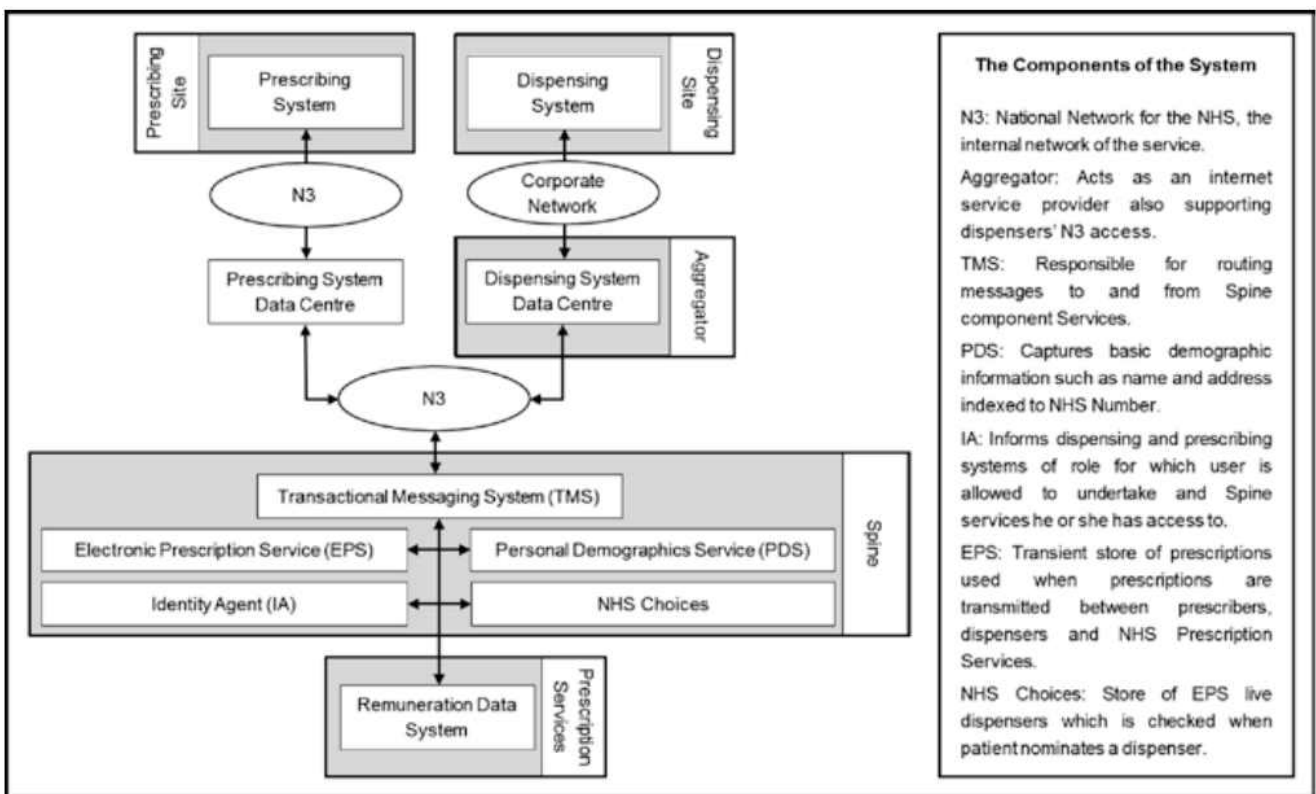 Prescribing
Site
Prescribing
System
Dispensing
System
Dispensing
Site
N3
Corporate
Network
Prescribing System
Data Centre
Dispensing System
Data Centre
Aggregator
N3
Transactional Messaging System (TMS)
Electronic Prescription Service (EPS)
Personal Demographics Service (PDS)
Identity Agent (IA)
NHS Choices
Spine
Remuneration Data
System
Prescription
Services
The Components of the System
N3: National Network for the NHS, the
internal network of the service.
Aggregator: Acts as an internet
service provider also supporting
dispensers' N3 access.
TMS: Responsible for routing
messages to and from Spine
component Services.
PDS: Captures basic demographic
information such as name and address
indexed to NHS Number.
IA: Informs dispensing and prescribing
systems of role for which user is
allowed to undertake and Spine
services he or she has access to.
EPS: Transient store of prescriptions
used when prescriptions are
transmitted between prescribers,
dispensers and NHS Prescription
Services.
NHS Choices: Store of EPS live
dispensers which is checked when
patient nominates a dispenser.